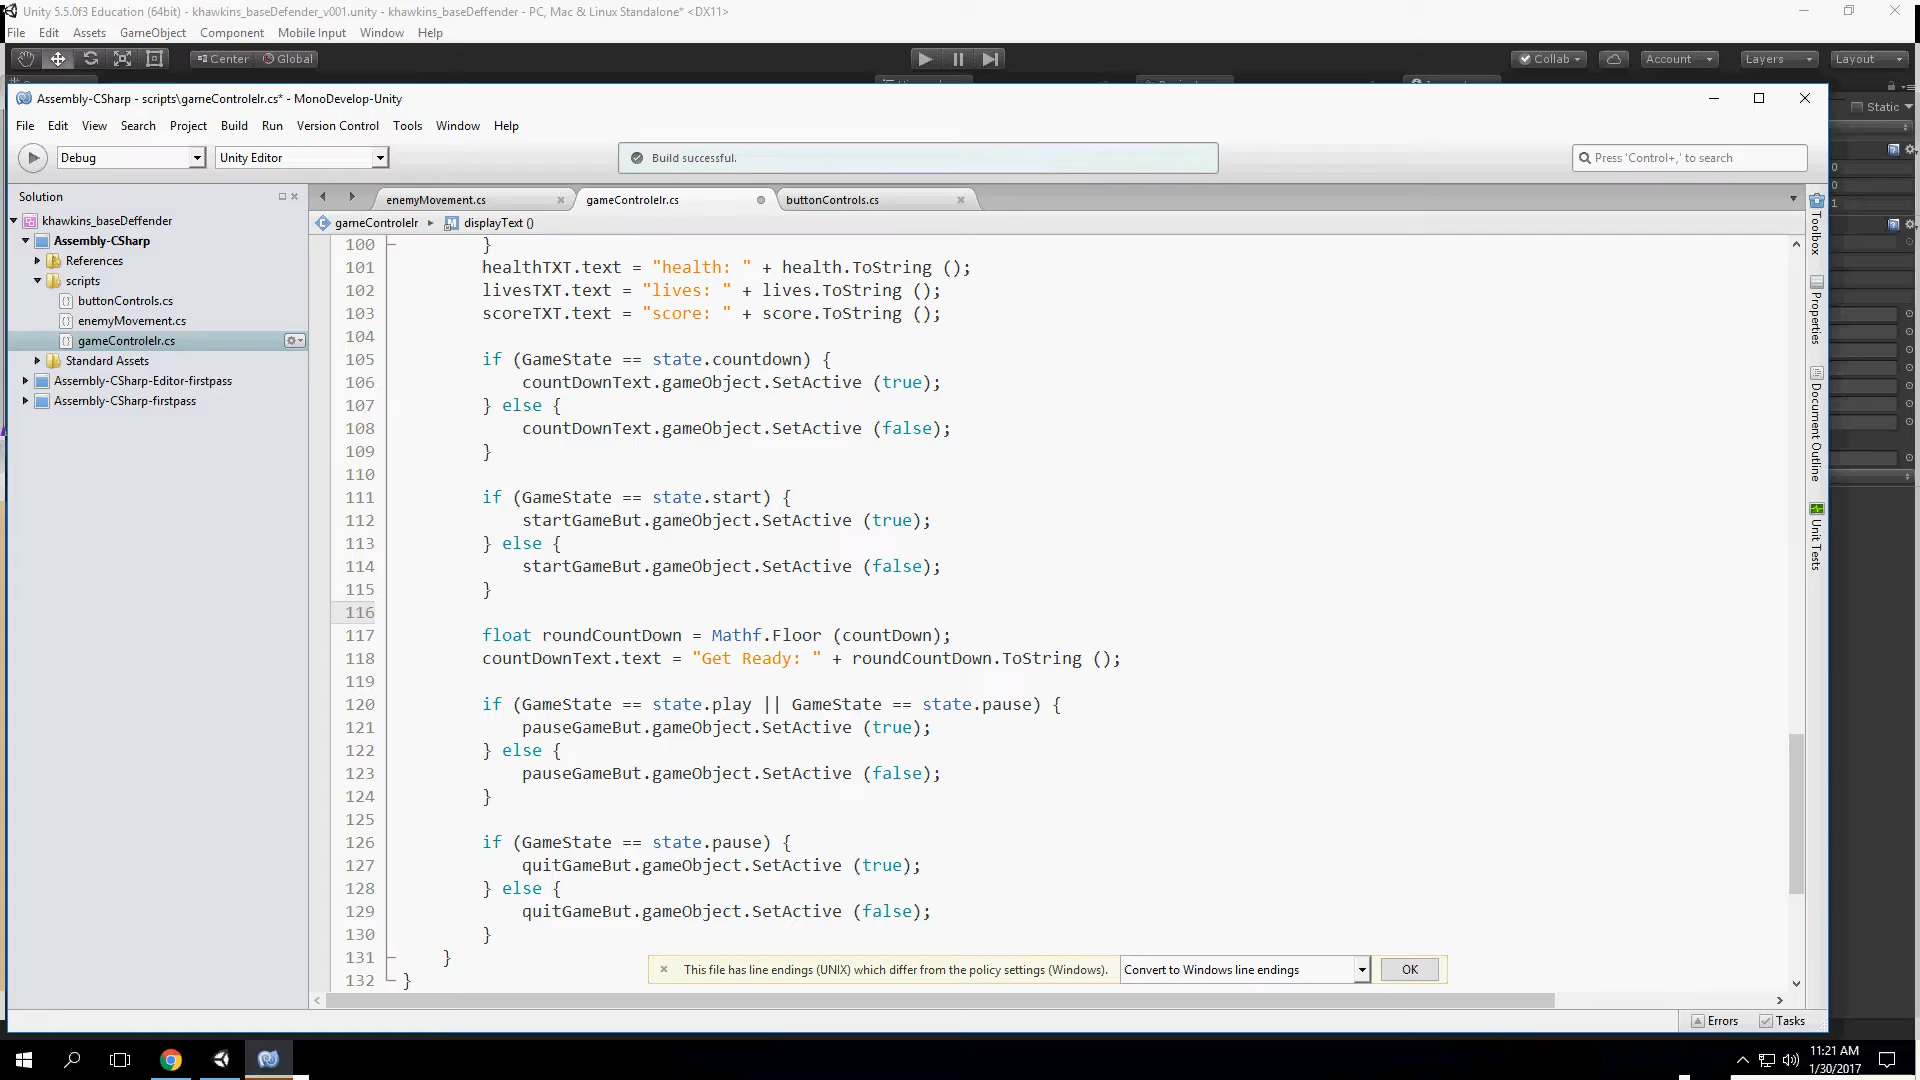 Unity 5.5.0f3 Education (64bit) - khawkins_baseDefender_v001.unity - khawkins_baseDeffender - PC, Mac & Linux Standalone* <DX11>
File Edit Assets GameObject Component Mobile Input Window Help
Center Global Collab Account Layers Layout
Assembly-CSharp - scripts\gameControlelr.cs* - MonoDevelop-Unity
Static
File Edit View Search Project Build Run Version Control Tools Window Help
Debug Unity Editor Build successful. Press 'Control+,' to search
Solution
enemyMovement.cs gameControlelr.cs buttonControls.cs
gameControlelr displayText ()
khawkins_baseDeffender
Assembly-CSharp
References
scripts
buttonControls.cs
enemyMovement.cs
gameControlelr.cs
Standard Assets
Assembly-CSharp-Editor-firstpass
Assembly-CSharp-firstpass
100 }
101 healthTXT.text = "health: " + health.ToString ();
102 livesTXT.text = "lives: " + lives.ToString ();
103 scoreTXT.text = "score: " + score.ToString ();
104
105 if (GameState == state.countdown) {
106 countDownText.gameObject.SetActive (true);
107 } else {
108 countDownText.gameObject.SetActive (false);
109 }
110
111 if (GameState == state.start) {
112 startGameBut.gameObject.SetActive (true);
113 } else {
114 startGameBut.gameObject.SetActive (false);
115 }
116
117 float roundCountDown = Mathf.Floor (countDown);
118 countDownText.text = "Get Ready: " + roundCountDown.ToString ();
119
120 if (GameState == state.play || GameState == state.pause) {
121 pauseGameBut.gameObject.SetActive (true);
122 } else {
123 pauseGameBut.gameObject.SetActive (false);
124 }
125
126 if (GameState == state.pause) {
127 quitGameBut.gameObject.SetActive (true);
128 } else {
129 quitGameBut.gameObject.SetActive (false);
130 }
131 }
132 }
This file has line endings (UNIX) which differ from the policy settings (Windows). Convert to Windows line endings OK
Toolbox
Properties
Document Outline
Unit Tests
0
0
1
Errors Tasks
11:21 AM
1/30/2017